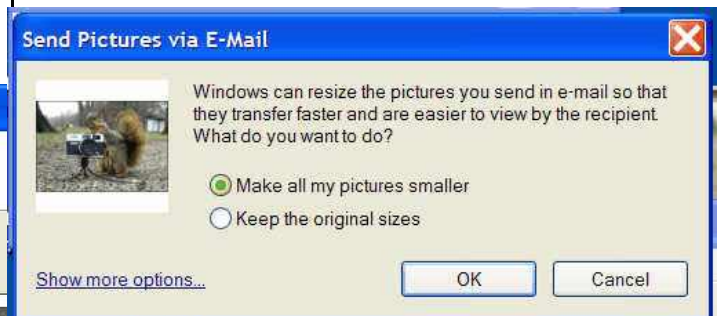 Send Pictures via E-Mail
Windows can resize the pictures you send in e-mail so that
they transfer faster and are easier to view by the recipient.
What do you want to do?
Make all my pictures smaller
Keep the original sizes
Show more options...
OK
Cancel